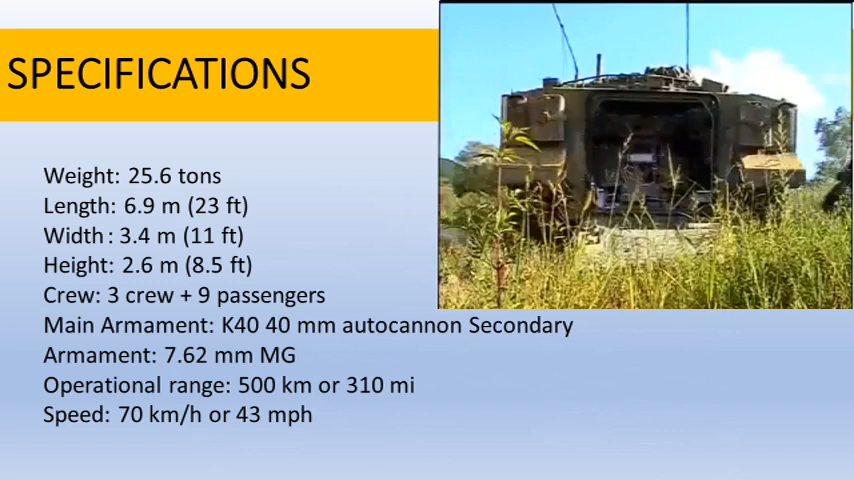 SPECIFICATIONS
Weight: 25.6 tons
Length: 6.9 m (23 ft)
Width: 3.4 m (11 ft)
Height: 2.6 m (8.5 ft)
Crew: 3 crew + 9 passengers
Main Armament: K40 40 mm autocannon Secondary
Armament: 7.62 mm MG
Operational range: 500 km or 310 mi
Speed: 70 km/h or 43 mph